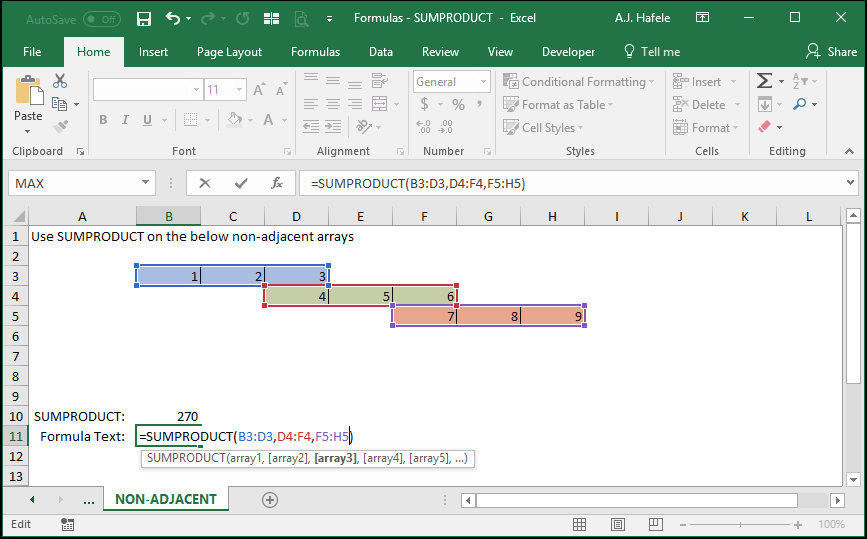 AutoSave Off Formulas - SUMPRODUCT - Excel A.J. Hafele
File Home Insert Page Layout Formulas Data Review View Developer Tell me Share
General
11 A A
Conditional Formatting
Insert
Paste
B I U A
$ % ,
Format as Table
Delete
.00 .0
Cell Styles
Format
Clipboard Font Alignment Number Styles Cells Editing
MAX =SUMPRODUCT(B3:D3,D4:F4,F5:H5)
A B C D E F G H I J K L
1 Use SUMPRODUCT on the below non-adjacent arrays
2
3 1 2 3
4 4 5 6
5 7 8 9
6
7
8
9
10 SUMPRODUCT: 270
11 Formula Text: =SUMPRODUCT(B3:D3,D4:F4,F5:H5)
12 SUMPRODUCT(array1, [array2], [array3], [array4], [array5], ...)
13
... NON-ADJACENT
Edit 100%